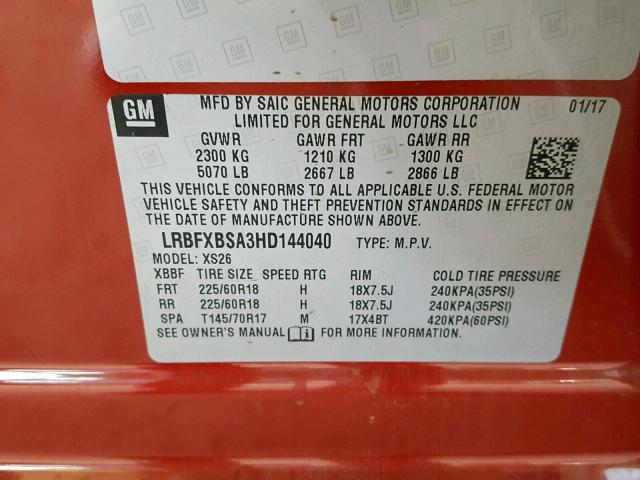 GM
MFD BY SAIC GENERAL MOTORS CORPORATION 01/17
LIMITED FOR GENERAL MOTORS LLC
GVWR GAWR FRT GAWR RR
2300 KG 1210 KG 1300 KG
5070 LB 2667 LB 2866 LB
THIS VEHICLE CONFORMS TO ALL APPLICABLE U.S. FEDERAL MOTOR
VEHICLE SAFETY AND THEFT PREVENTION STANDARDS IN EFFECT ON
THE DATE OF MANUFACTURE SHOWN ABOVE.
LRBFXBSA3HD144040 TYPE: M.P.V.
MODEL: XS26
XBBF TIRE SIZE SPEED RTG RIM COLD TIRE PRESSURE
FRT 225/60R18 H 18X7.5J 240KPA(35PSI)
RR 225/60R18 H 18X7.5J 240KPA(35PSI)
SPA T145/70R17 M 17X4BT 420KPA(60PSI)
SEE OWNER'S MANUAL FOR MORE INFORMATION.